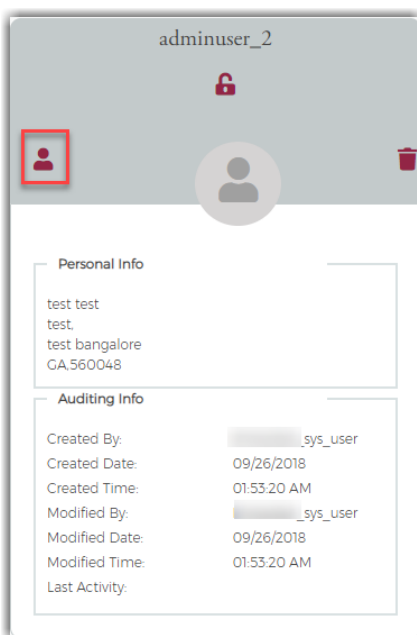 adminuser_2
Personal Info
test test
test,
test bangalore
GA,560048
Auditing Info
Created By: _sys_user
Created Date: 09/26/2018
Created Time: 01:53:20 AM
Modified By: _sys_user
Modified Date: 09/26/2018
Modified Time: 01:53:20 AM
Last Activity: